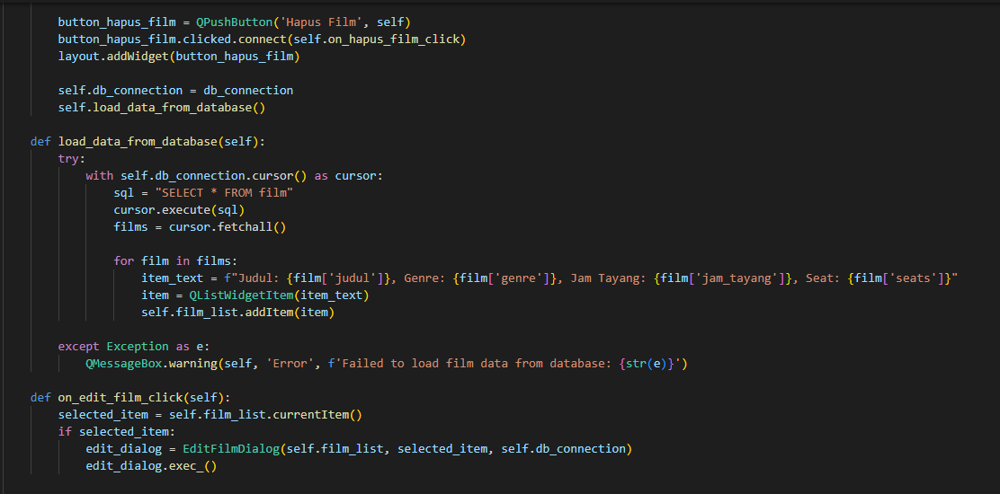 button_hapus_film = QPushButton('Hapus Film', self)
button_hapus_film.clicked.connect(self.on_hapus_film_click)
layout.addWidget(button_hapus_film)
self.db_connection = db_connection
self.load_data_from_database()
def load_data_from_database(self):
try:
with self.db_connection.cursor() as cursor:
sql = "SELECT * FROM film"
cursor.execute(sql)
films = cursor.fetchall()
for film in films:
item_text = f"Judul: {film['judul']}, Genre: {film['genre']}, Jam Tayang: {film['jam_tayang']}, Seat: {film['seats']}"
item = QListWidgetItem(item_text)
self.film_list.addItem(item)
except Exception as e:
QMessageBox.warning(self, 'Error', f'Failed to load film data from database: {str(e)}')
def on_edit_film_click(self):
selected_item = self.film_list.currentItem()
if selected_item:
edit_dialog = EditFilmDialog(self.film_list, selected_item, self.db_connection)
edit_dialog.exec_()